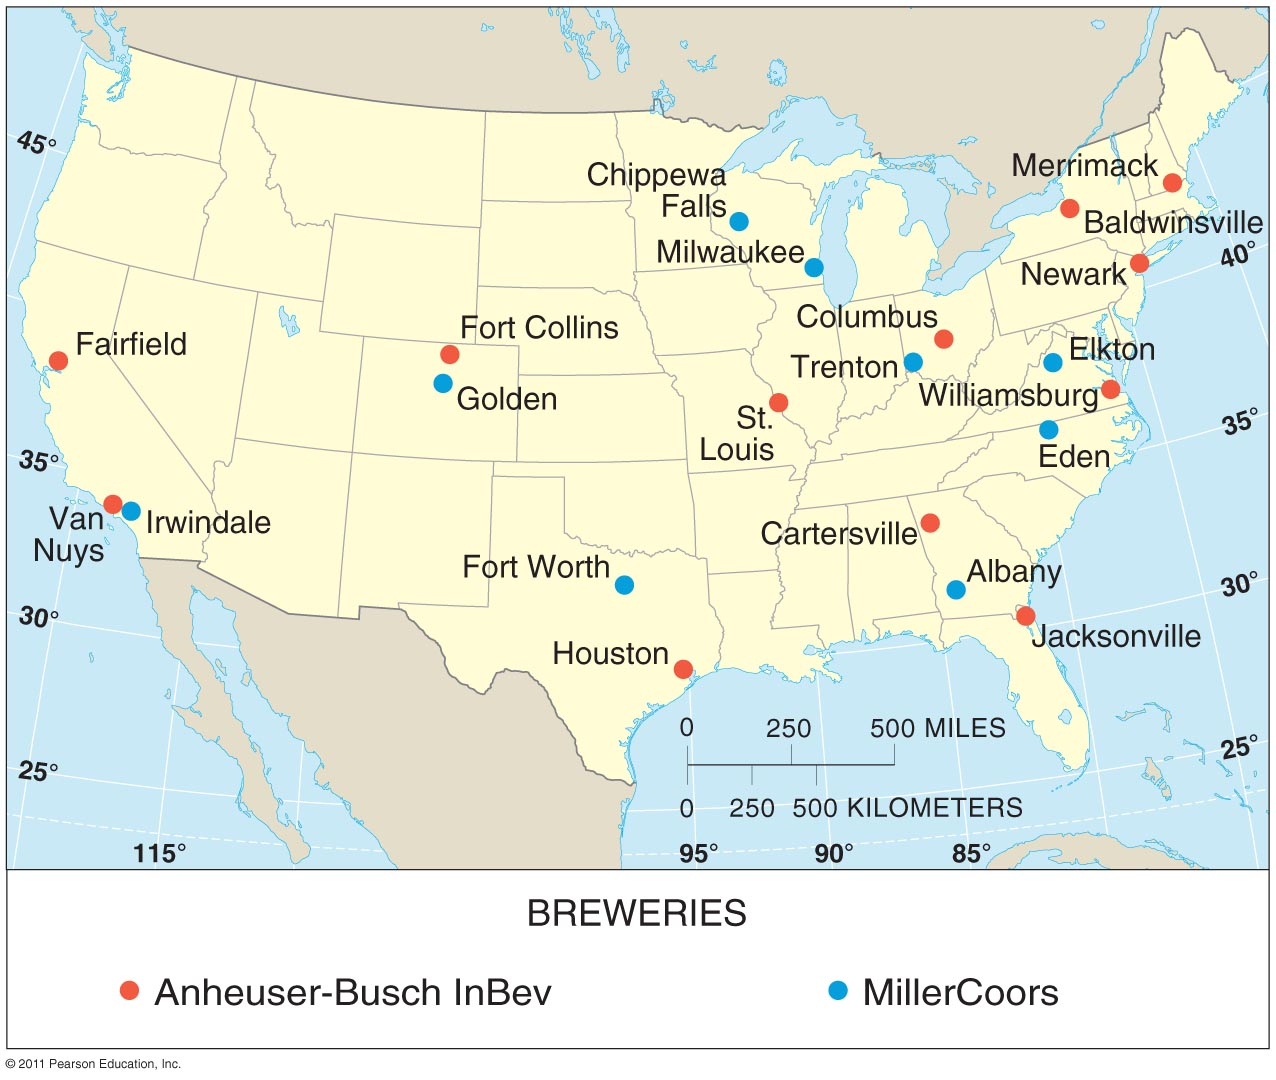 45°
Chippewa
Falls
Merrimack
Baldwinsville
40°
Milwaukee
Newark
Fairfield
Fort Collins
Columbus
Elkton
Golden
Trenton
Williamsburg
35°
St.
Louis
Eden
35°
Van
Nuys
Irwindale
Cartersville
Fort Worth
Albany
30°
30°
Houston
Jacksonville
0 250 500 MILES
25°
25°
0 250 500 KILOMETERS
115° 95° 90° 85°
BREWERIES
Anheuser-Busch InBev
MillerCoors
© 2011 Pearson Education, Inc.